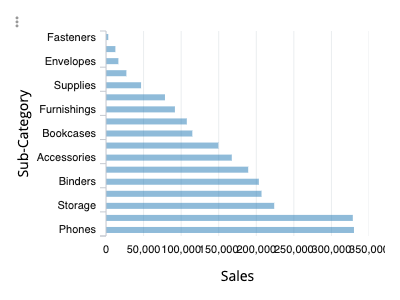 Fasteners
Envelopes
Supplies
Furnishings
Bookcases
Accessories
Binders
Storage
Phones
Sub-Category
0 50,000 100,000 150,000 200,000 250,000 300,000 350,000
Sales